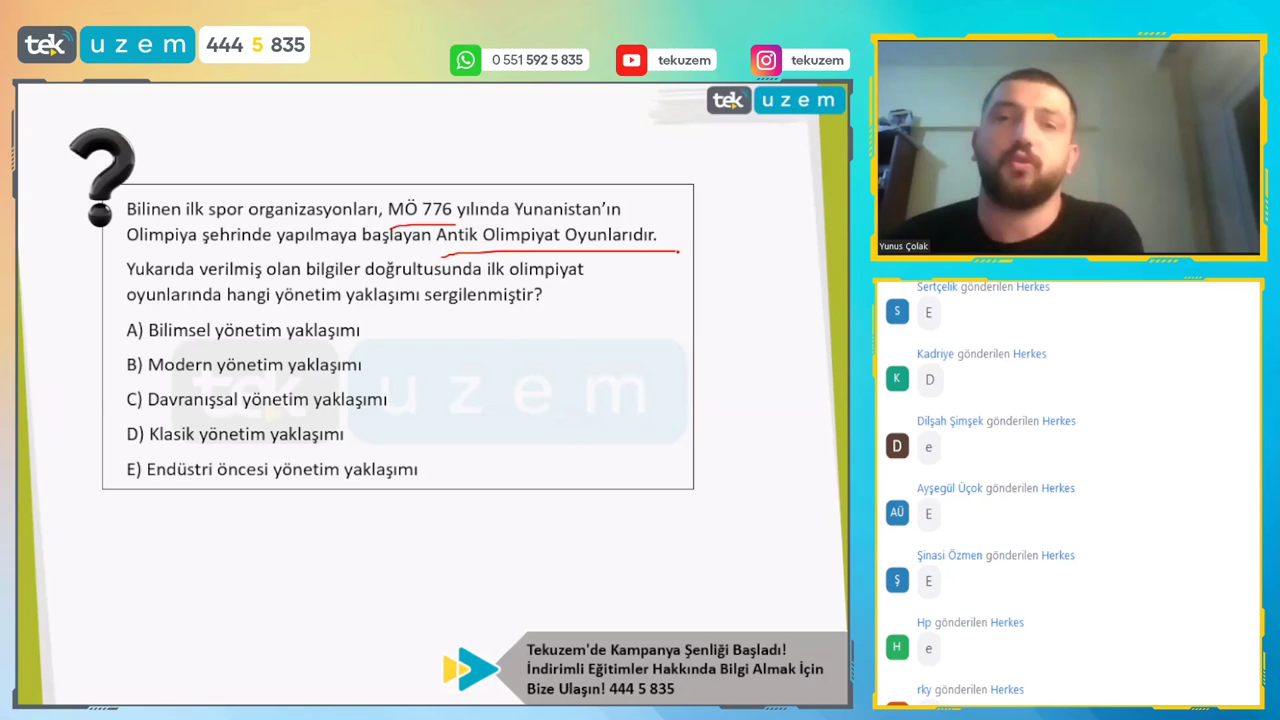 tek uzem 444 5 835
0 551 592 5 835 tekuzem tekuzem
tek uzem
?
Bilinen ilk spor organizasyonları, MÖ 776 yılında Yunanistan’ın
Olimpiya şehrinde yapılmaya başlayan Antik Olimpiyat Oyunlarıdır.
Yukarıda verilmiş olan bilgiler doğrultusunda ilk olimpiyat
oyunlarında hangi yönetim yaklaşımı sergilenmiştir?
A) Bilimsel yönetim yaklaşımı
B) Modern yönetim yaklaşımı
C) Davranışsal yönetim yaklaşımı
D) Klasik yönetim yaklaşımı
E) Endüstri öncesi yönetim yaklaşımı
tek uzem
Tekuzem'de Kampanya Şenliği Başladı!
İndirimli Eğitimler Hakkında Bilgi Almak İçin
Bize Ulaşın! 444 5 835
Yunus Çolak
Sertçelik gönderilen Herkes
S E
Kadriye gönderilen Herkes
K D
Dilşah Şimşek gönderilen Herkes
D e
Ayşegül Üçok gönderilen Herkes
AÜ E
Şinasi Özmen gönderilen Herkes
Ş E
Hp gönderilen Herkes
H e
rky gönderilen Herkes